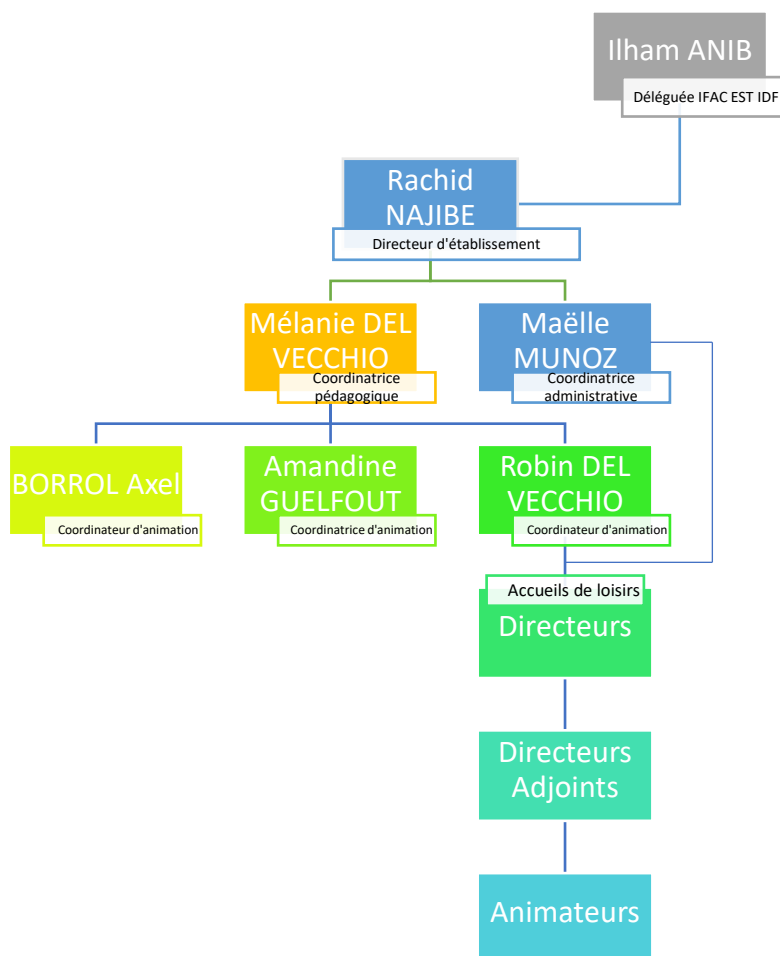 Ilham ANIB
Déléguée IFAC EST IDF
Rachid
NAJIBE
Directeur d'établissement
Mélanie DEL
VECCHIO
Coordinatrice
pédagogique
Maëlle
MUNOZ
Coordinatrice
administrative
BORROL Axel
Coordinateur d'animation
Amandine
GUELFOUT
Coordinatrice d'animation
Robin DEL
VECCHIO
Coordinateur d'animation
Accueils de loisirs
Directeurs
Directeurs
Adjoints
Animateurs